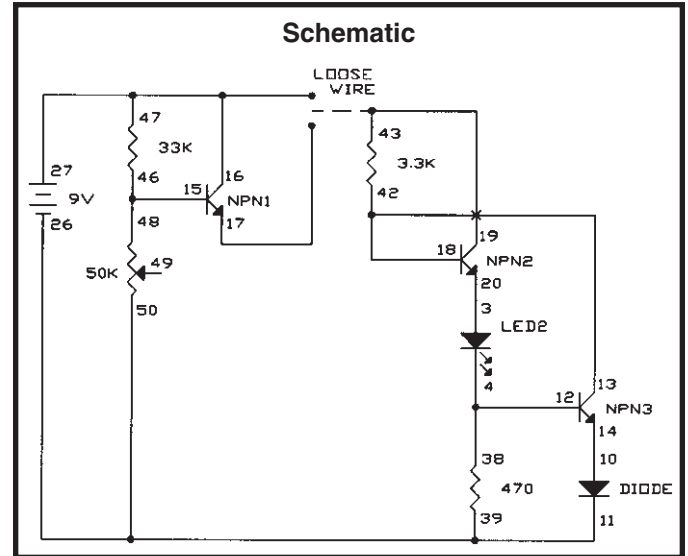 Schematic
LOOSE
WIRE
47
43
33K
3.3K
27
16
46
42
15
NPN1
9V
17
19
26
48
18
NPN2
49
50K
20
3
50
LED2
4
12
13
NPN3
14
38
10
470
DIODE
39
11